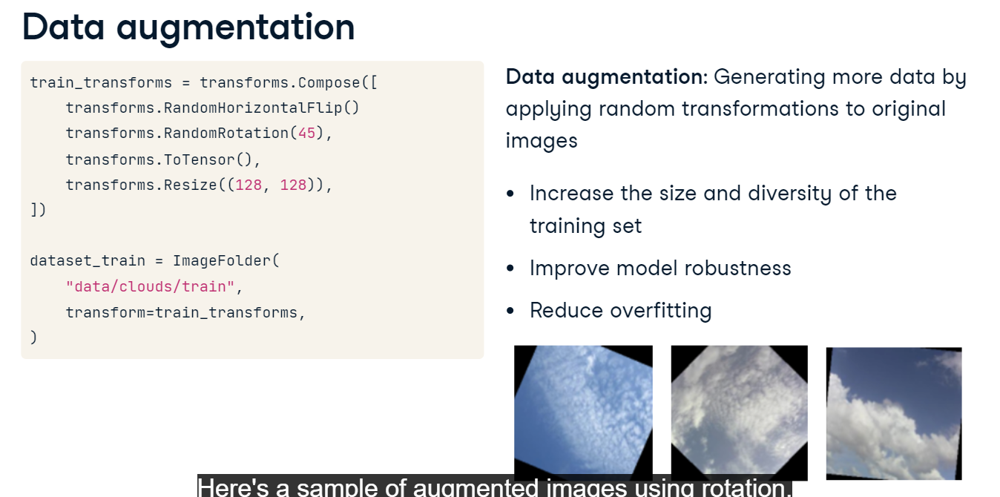 Data augmentation
train_transforms = transforms.Compose([
    transforms.RandomHorizontalFlip()
    transforms.RandomRotation(45),
    transforms.ToTensor(),
    transforms.Resize((128, 128)),
])
dataset_train = ImageFolder(
    "data/clouds/train",
    transform=train_transforms,
)
Data augmentation: Generating more data by
applying random transformations to original
images
• Increase the size and diversity of the
training set
• Improve model robustness
• Reduce overfitting
Here's a sample of augmented images using rotation.